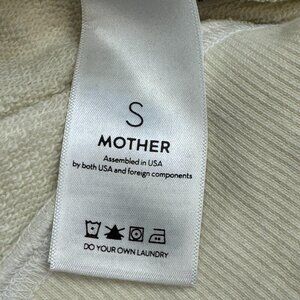 S
MOTHER
Assembled in USA
by both USA and foreign components
DO YOUR OWN LAUNDRY